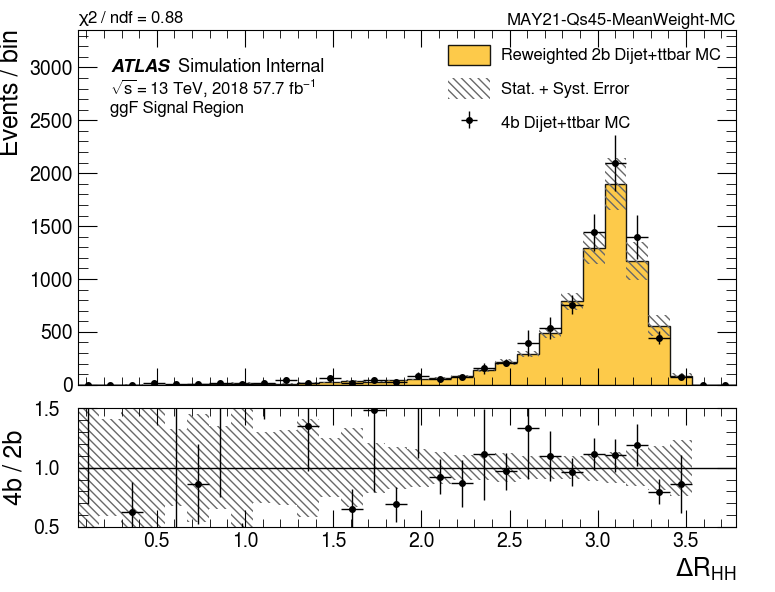 χ2 / ndf = 0.88
MAY21-Qs45-MeanWeight-MC
Events / bin
3000
2500
2000
1500
1000
500
0
ATLAS Simulation Internal
√s = 13 TeV, 2018 57.7 fb⁻¹
ggF Signal Region
Reweighted 2b Dijet+ttbar MC
Stat. + Syst. Error
4b Dijet+ttbar MC
4b / 2b
1.5
1.0
0.5
0.5 1.0 1.5 2.0 2.5 3.0 3.5
ΔR_HH